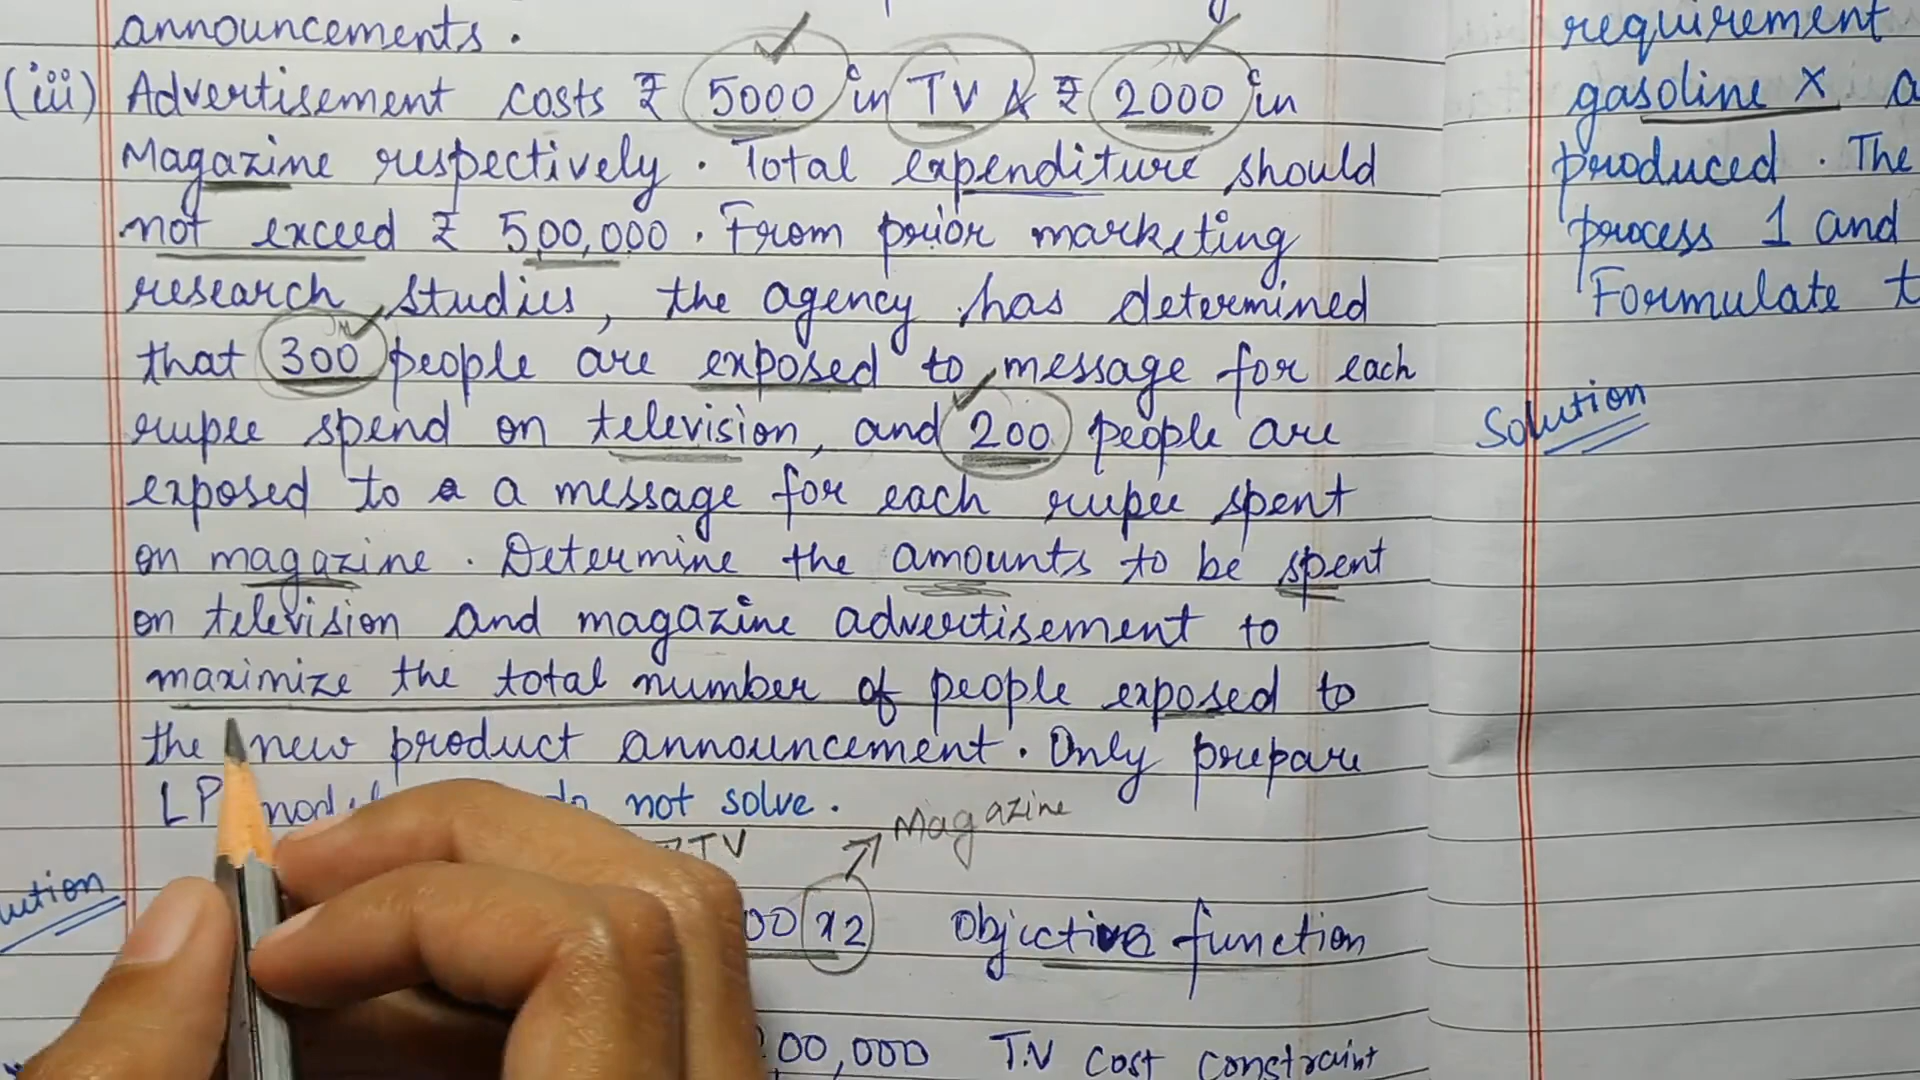 announcements.
(iii) Advertisement costs ₹ 5000 in TV & ₹ 2000 in
Magazine respectively. Total expenditure should
not exceed ₹ 500,000. From prior marketing
research studies, the agency has determined
that 300 people are exposed to message for each
rupee spend on television, and 200 people are
exposed to a a message for each rupee spent
on magazine. Determine the amounts to be spent
on television and magazine advertisement to
maximize the total number of people exposed to
the new product announcement. Only prepare
LP not solve.
TV
Magazine
x2 Objective function
00,000 T.V Cost Constraint
requirement
gasoline X
produced. The
process 1 and
Formulate
Solution